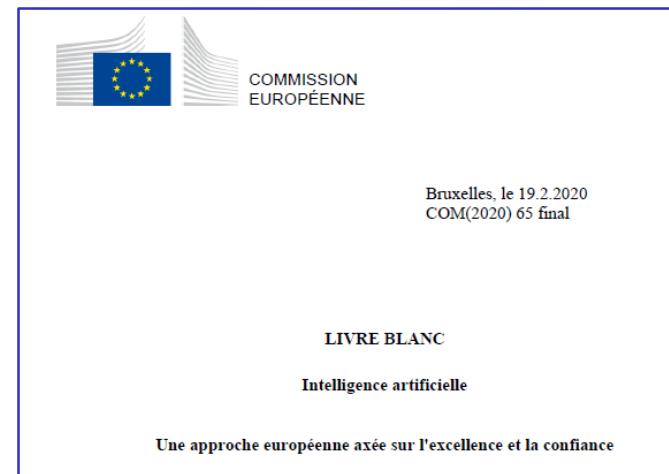 COMMISSION
EUROPÉENNE
Bruxelles, le 19.2.2020
COM(2020) 65 final
LIVRE BLANC
Intelligence artificielle
Une approche européenne axée sur l'excellence et la confiance